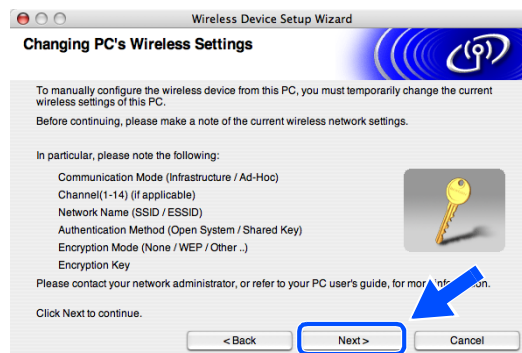 Wireless Device Setup Wizard
Changing PC's Wireless Settings
To manually configure the wireless device from this PC, you must temporarily change the current
wireless settings of this PC.
Before continuing, please make a note of the current wireless network settings.
In particular, please note the following:
Communication Mode (Infrastructure / Ad-Hoc)
Channel(1-14) (if applicable)
Network Name (SSID / ESSID)
Authentication Method (Open System / Shared Key)
Encryption Mode (None / WEP / Other ..)
Encryption Key
Please contact your network administrator, or refer to your PC user's guide, for more
Click Next to continue.
< Back
Next >
Cancel